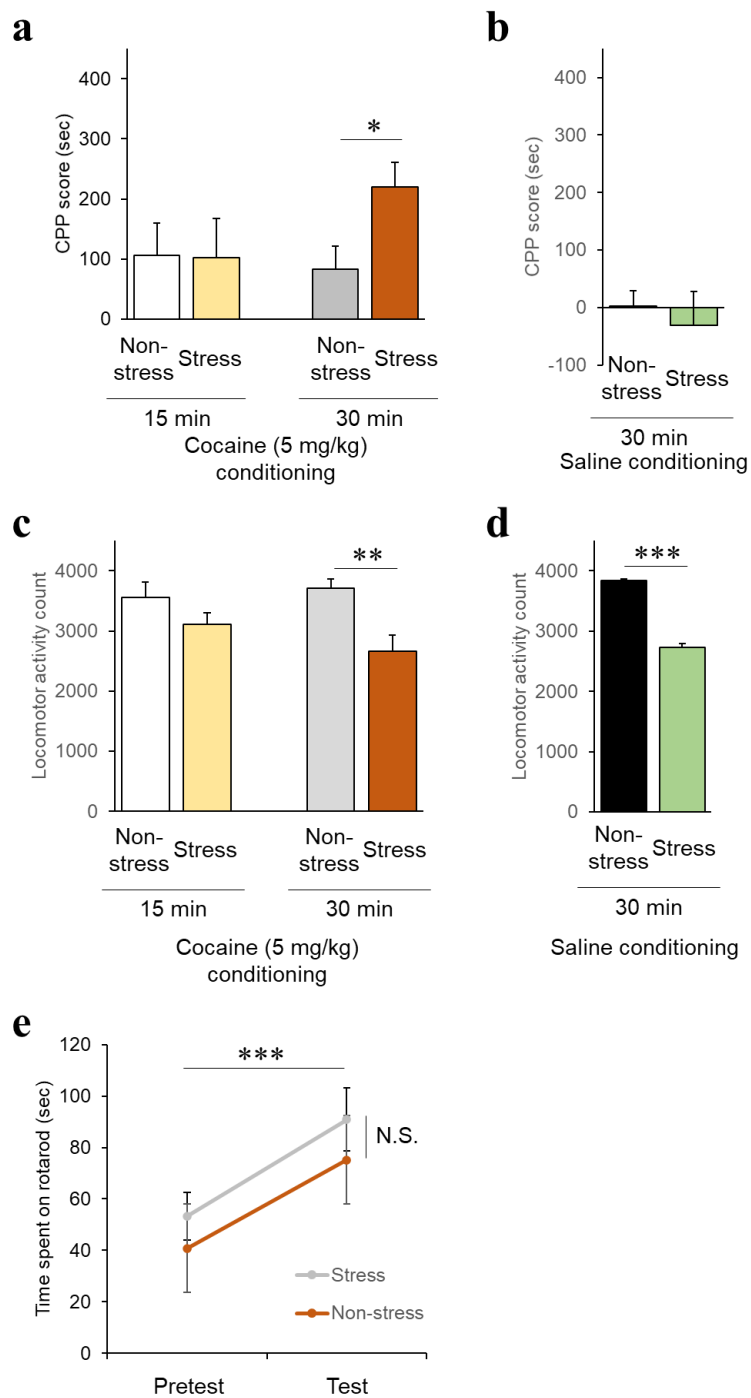 a
CPP score (sec)
400
300
200
100
0
*
Non-
stress
Stress
Non-
stress
Stress
15 min
30 min
Cocaine (5 mg/kg)
conditioning
b
CPP score (sec)
400
300
200
100
0
-100
Non-
stress
Stress
30 min
Saline conditioning
c
Locomotor activity count
4000
3000
2000
1000
0
**
Non-
stress
Stress
Non-
stress
Stress
15 min
30 min
Cocaine (5 mg/kg)
conditioning
d
Locomotor activity count
4000
3000
2000
1000
0
***
Non-
stress
Stress
30 min
Saline conditioning
e
Time spent on rotarod (sec)
120
100
80
60
40
20
0
***
N.S.
Stress
Non-stress
Pretest
Test